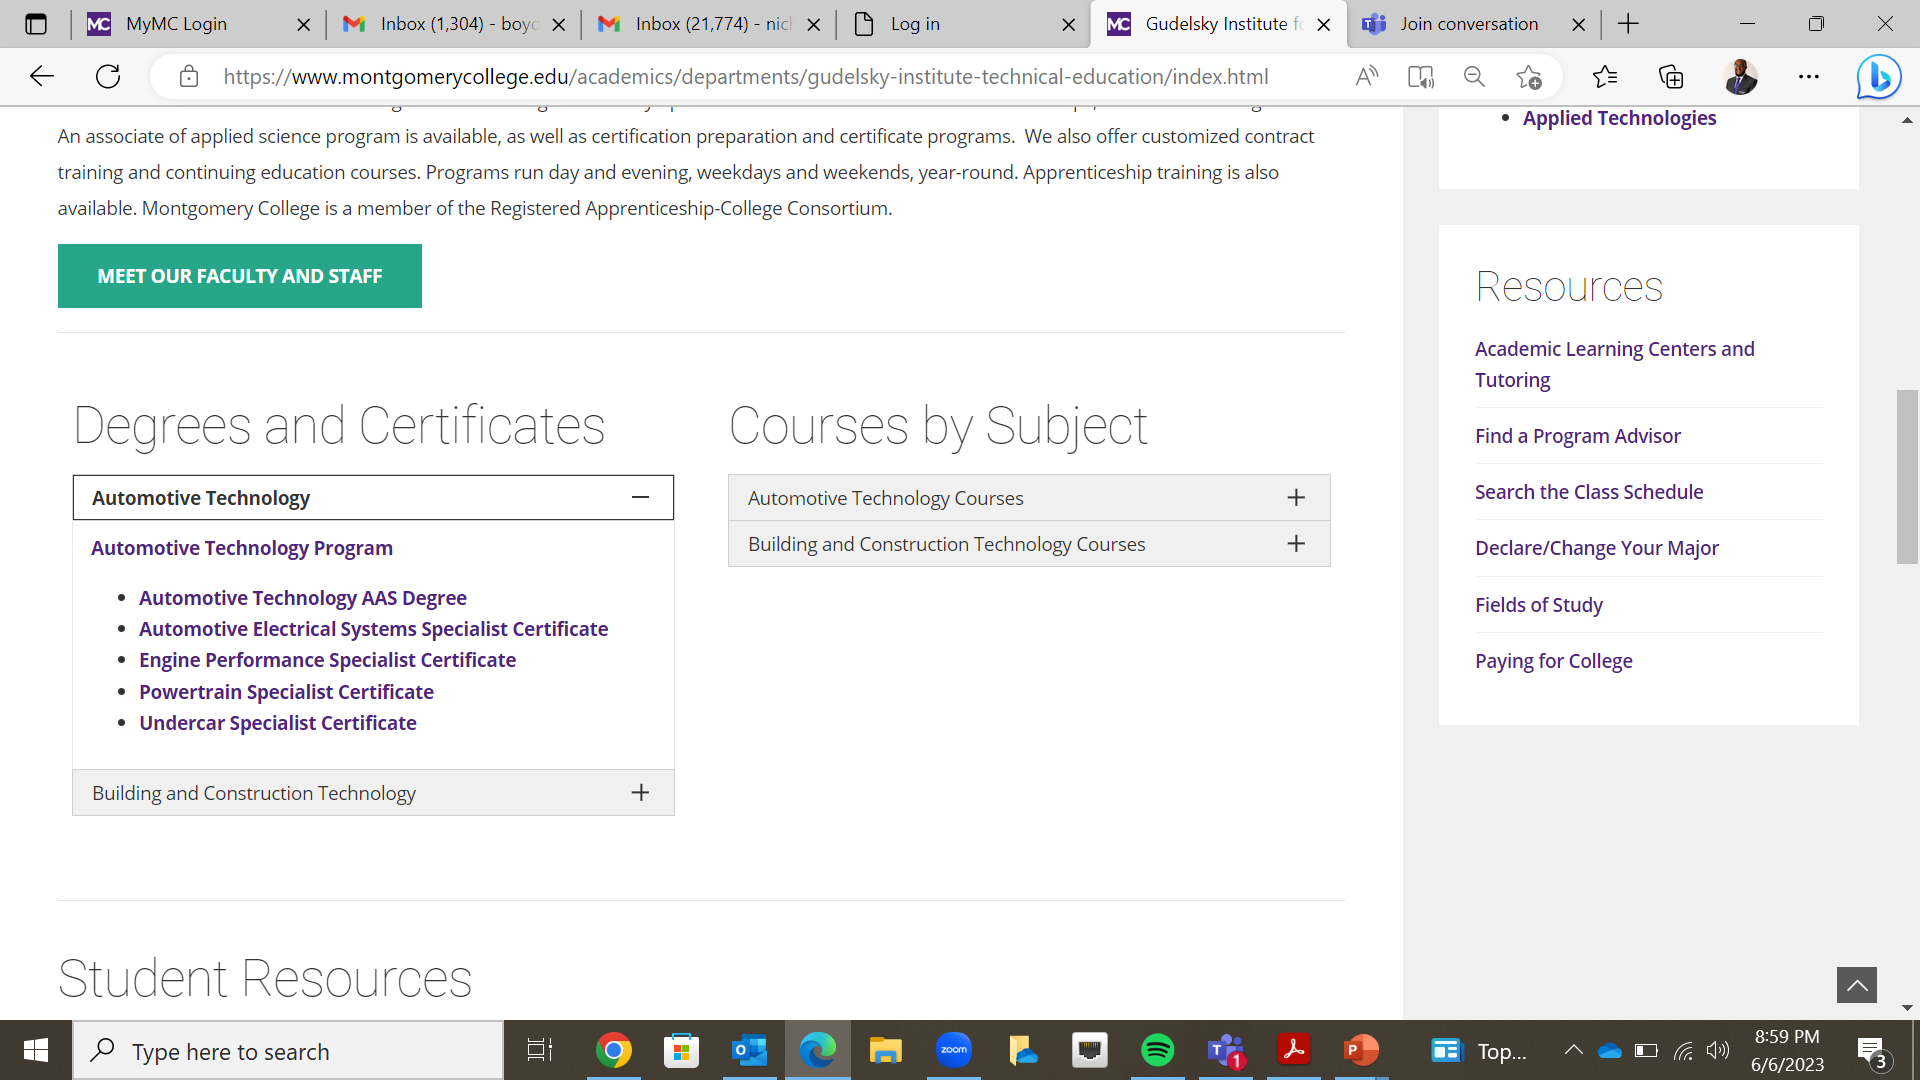 MyMC Login
Inbox (1,304) - boyd
Inbox (21,774) - nich
Log in
Gudelsky Institute fo
Join conversation
https://www.montgomerycollege.edu/academics/departments/gudelsky-institute-technical-education/index.html
An associate of applied science program is available, as well as certification preparation and certificate programs.  We also offer customized contract
training and continuing education courses. Programs run day and evening, weekdays and weekends, year-round. Apprenticeship training is also
available. Montgomery College is a member of the Registered Apprenticeship-College Consortium.
MEET OUR FACULTY AND STAFF
Degrees and Certificates
Automotive Technology
Automotive Technology Program
• Automotive Technology AAS Degree
• Automotive Electrical Systems Specialist Certificate
• Engine Performance Specialist Certificate
• Powertrain Specialist Certificate
• Undercar Specialist Certificate
Building and Construction Technology
Courses by Subject
Automotive Technology Courses
Building and Construction Technology Courses
Student Resources
• Applied Technologies
Resources
Academic Learning Centers and
Tutoring
Find a Program Advisor
Search the Class Schedule
Declare/Change Your Major
Fields of Study
Paying for College
Type here to search
zoom
1
Top...
8:59 PM
6/6/2023
3